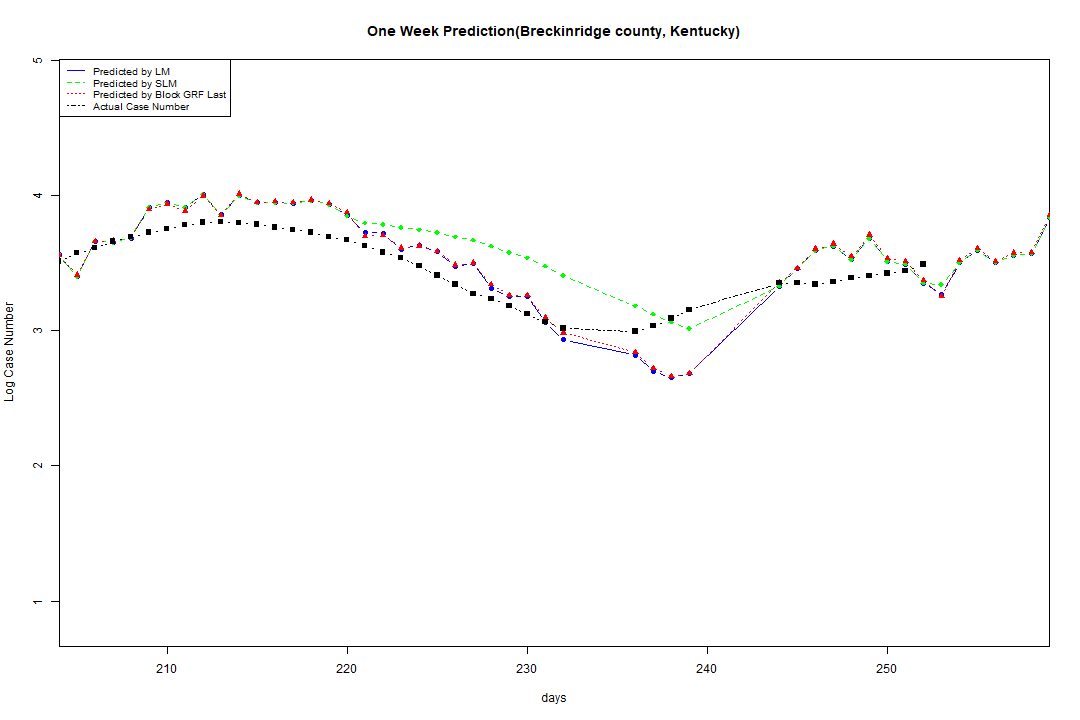 One Week Prediction(Breckinridge county, Kentucky)
Predicted by LM
Predicted by SLM
Predicted by Block GRF Last
Actual Case Number
5
4
3
2
1
Log Case Number
210 220 230 240 250
days